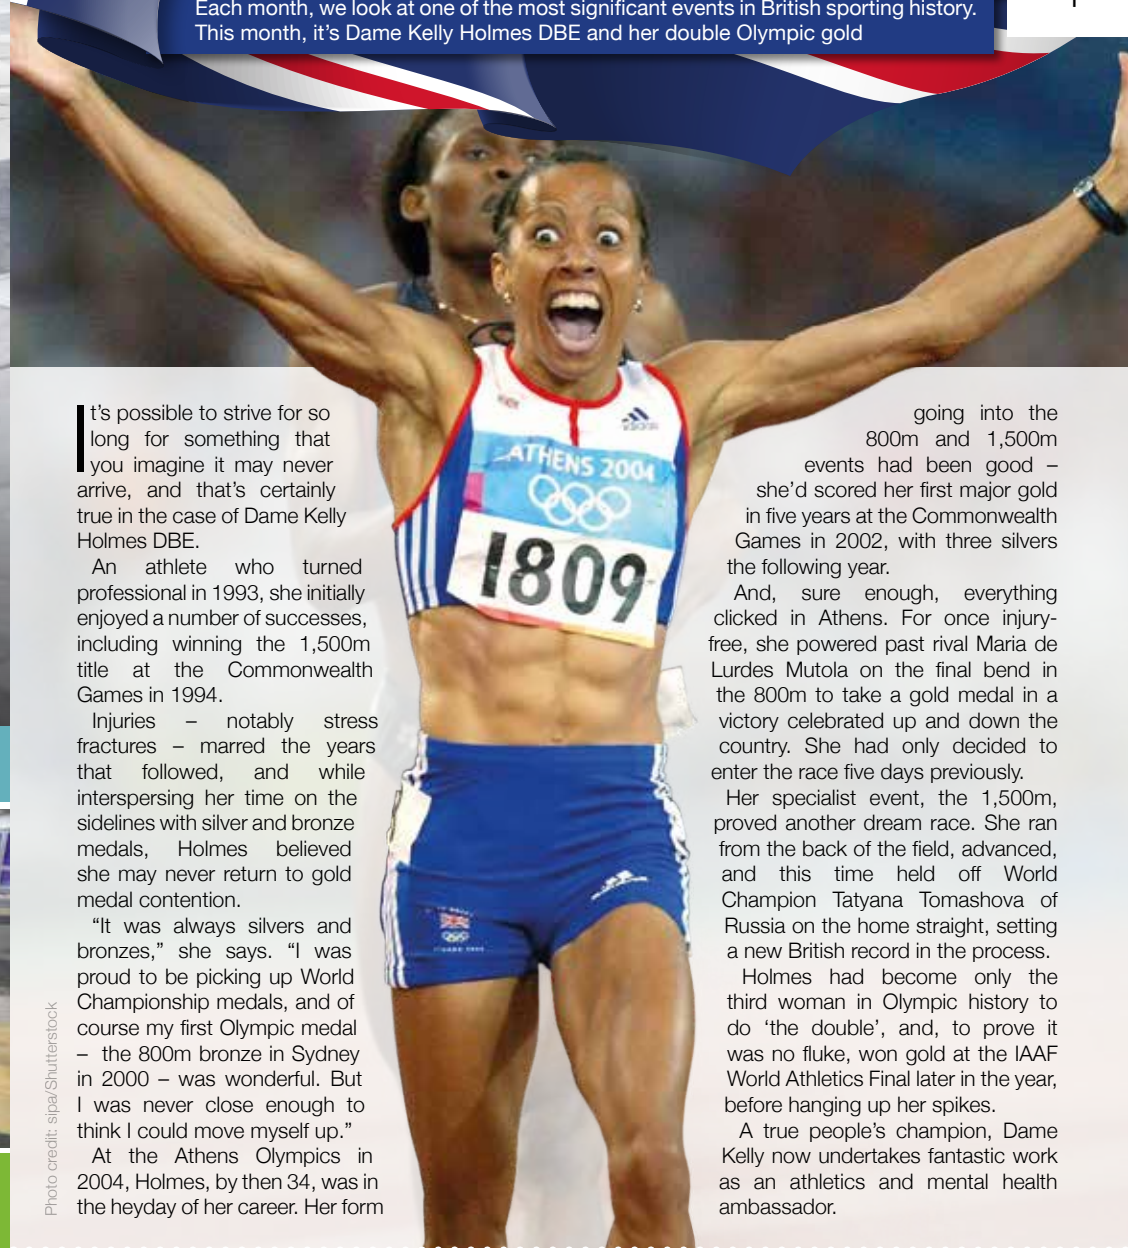 Each month, we look at one of the most significant events in British sporting history.
This month, it's Dame Kelly Holmes DBE and her double Olympic gold
It's possible to strive for so
long for something that
you imagine it may never
arrive, and that's certainly
true in the case of Dame Kelly
Holmes DBE.
An athlete who turned
professional in 1993, she initially
enjoyed a number of successes,
including winning the 1,500m
title at the Commonwealth
Games in 1994.
Injuries – notably stress
fractures – marred the years
that followed, and while
interspersing her time on the
sidelines with silver and bronze
medals, Holmes believed
she may never return to gold
medal contention.
“It was always silvers and
bronzes,” she says. “I was
proud to be picking up World
Championship medals, and of
course my first Olympic medal
– the 800m bronze in Sydney
in 2000 – was wonderful. But
I was never close enough to
think I could move myself up.”
At the Athens Olympics in
2004, Holmes, by then 34, was in
the heyday of her career. Her form
going into the
800m and 1,500m
events had been good –
she'd scored her first major gold
in five years at the Commonwealth
Games in 2002, with three silvers
the following year.
And, sure enough, everything
clicked in Athens. For once injury-
free, she powered past rival Maria de
Lurdes Mutola on the final bend in
the 800m to take a gold medal in a
victory celebrated up and down the
country. She had only decided to
enter the race five days previously.
Her specialist event, the 1,500m,
proved another dream race. She ran
from the back of the field, advanced,
and this time held off World
Champion Tatyana Tomashova of
Russia on the home straight, setting
a new British record in the process.
Holmes had become only the
third woman in Olympic history to
do ‘the double’, and, to prove it
was no fluke, won gold at the IAAF
World Athletics Final later in the year,
before hanging up her spikes.
A true people's champion, Dame
Kelly now undertakes fantastic work
as an athletics and mental health
ambassador.
adidas
ATHENS 2004
1809
Photo credit: sipa/Shutterstock